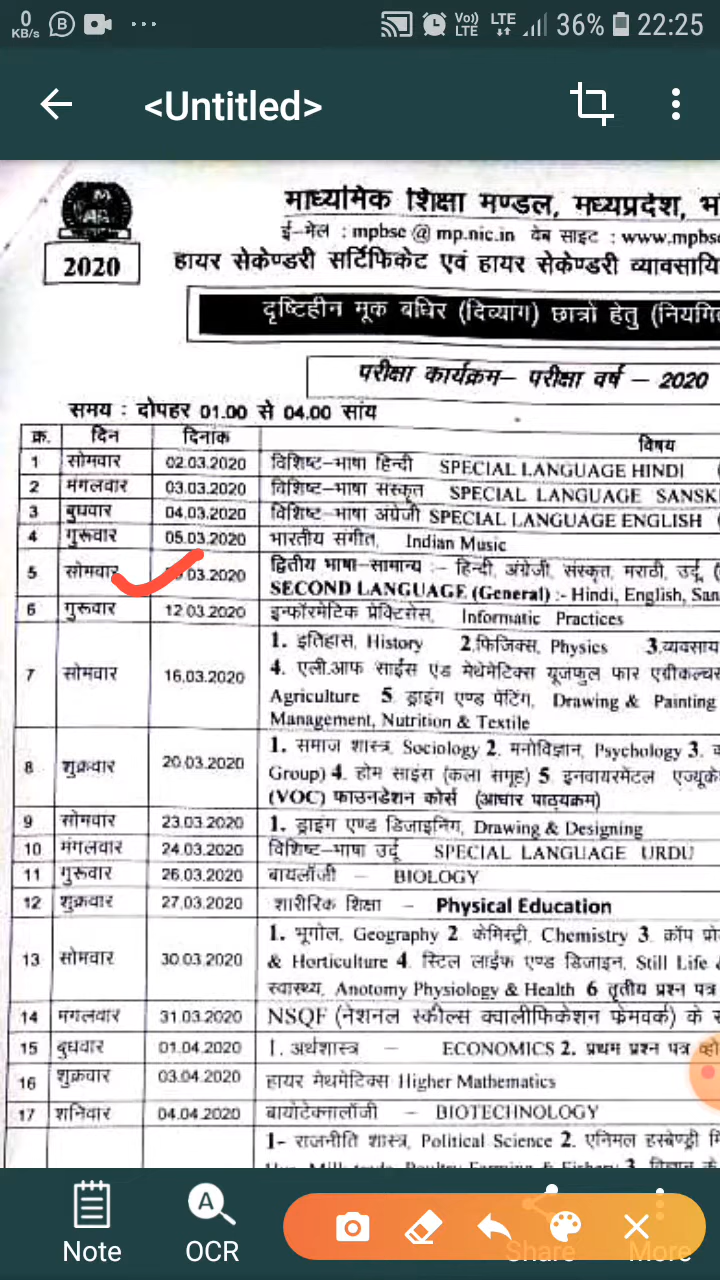 0 KB/s B ... Vo)) LTE LTE 36% 22:25
<Untitled>
माध्यमिक शिक्षा मण्डल, मध्यप्रदेश,
ई-मेल : mpbse @ mp.nic.in वेब साइट : www.mpbse
2020 हायर सेकेण्डरी सर्टिफिकेट एवं हायर सेकेण्डरी
दृष्टिहीन मूक बधिर (दिव्यांग) छात्रो हेतु
परीक्षा कार्यक्रम– परीक्षा वर्ष – 2020
समय : दोपहर 01.00 से 04.00 सांय
क्र. दिन दिनाक विषय
1 सोमवार 02.03.2020 विशिष्ट–भाषा हिन्दी SPECIAL LANGUAGE HINDI
2 मंगलवार 03.03.2020 विशिष्ट–भाषा संस्कृत SPECIAL LANGUAGE SANSK
3 बुधवार 04.03.2020 विशिष्ट–भाषा अंग्रेजी SPECIAL LANGUAGE ENGLISH (
4 गुरूवार 05.03.2020 भारतीय संगीत, Indian Music
5 सोमवार .03.2020 द्वितीय भाषा–सामान्य :– हिन्दी, अंग्रेजी, संस्कृत, मराठी, उर्दू, (
SECOND LANGUAGE (General) :- Hindi, English, San
6 गुरूवार 12.03.2020 इन्फॉरमेटिक प्रेक्टिसेस, Informatic Practices
7 सोमवार 16.03.2020 1. इतिहास, History 2.फिजिक्स, Physics 3.व्यवसाय
4. एली.आफ साईंस एंड मेथेमेटिक्स यूजफुल फार एग्रीकल्चर
Agriculture 5 ड्राइंग एण्ड पेंटिंग, Drawing & Painting
Management, Nutrition & Textile
8 शुक्रवार 20.03.2020 1. समाज शास्त्र, Sociology 2. मनोविज्ञान, Psychology 3.
Group) 4. होम साइंस (कला समूह) 5 इनवायरमेंटल
(VOC) फाउनडेशन कोर्स (आधार पाठ्यक्रम)
9 सोमवार 23.03.2020 1. ड्राइंग एण्ड डिजाइनिंग, Drawing & Designing
10 मंगलवार 24.03.2020 विशिष्ट–भाषा उर्दू SPECIAL LANGUAGE URDU
11 गुरूवार 26.03.2020 बायलॉजी – BIOLOGY
12 शुक्रवार 27.03.2020 शारीरिक शिक्षा – Physical Education
13 सोमवार 30.03.2020 1. भूगोल, Geography 2 केमिस्ट्री, Chemistry 3. क्रॉप
& Horticulture 4. स्टिल लाईफ एण्ड डिजाइन, Still Life
स्वास्थ्य, Anotomy Physiology & Health 6 तृतीय प्रश्न पत्र
14 मंगलवार 31.03.2020 NSQF (नेशनल स्कील्स क्वालीफिकेशन फ्रेमवर्क) के
15 बुधवार 01.04.2020 1. अर्थशास्त्र – ECONOMICS 2. प्रथम प्रश्न पत्र
16 शुक्रवार 03.04.2020 हायर मेथमेटिक्स Higher Mathematics
17 शनिवार 04.04.2020 बायोटेक्नालॉजी – BIOTECHNOLOGY
1– राजनीति शास्त्र, Political Science 2. एनिमल हस्बेण्ड्री
Note OCR Share More